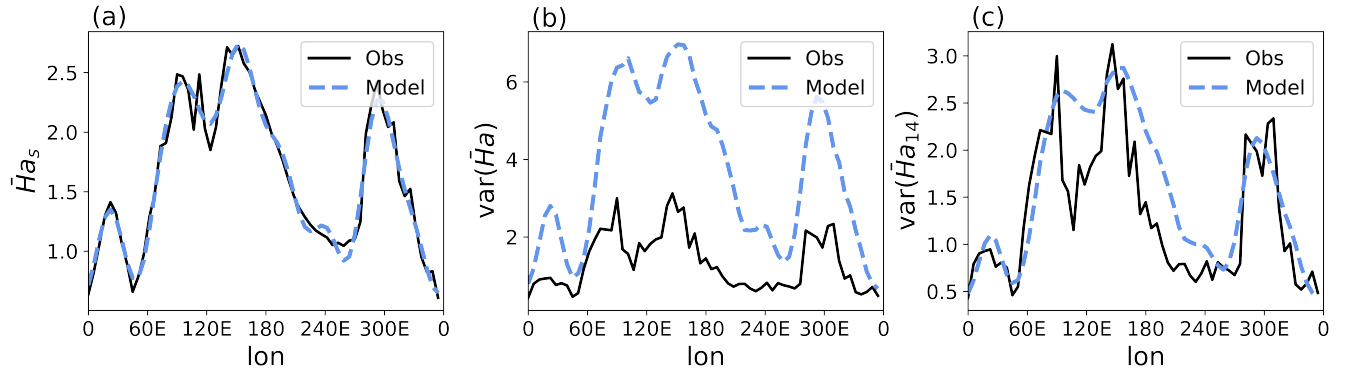 (a)
H̄a_s
2.5
2.0
1.5
1.0
Obs
Model
0 60E 120E 180 240E 300E 0
lon
(b)
var(H̄a)
6
4
2
Obs
Model
0 60E 120E 180 240E 300E 0
lon
(c)
var(H̄a₁₄)
3.0
2.5
2.0
1.5
1.0
0.5
Obs
Model
0 60E 120E 180 240E 300E 0
lon